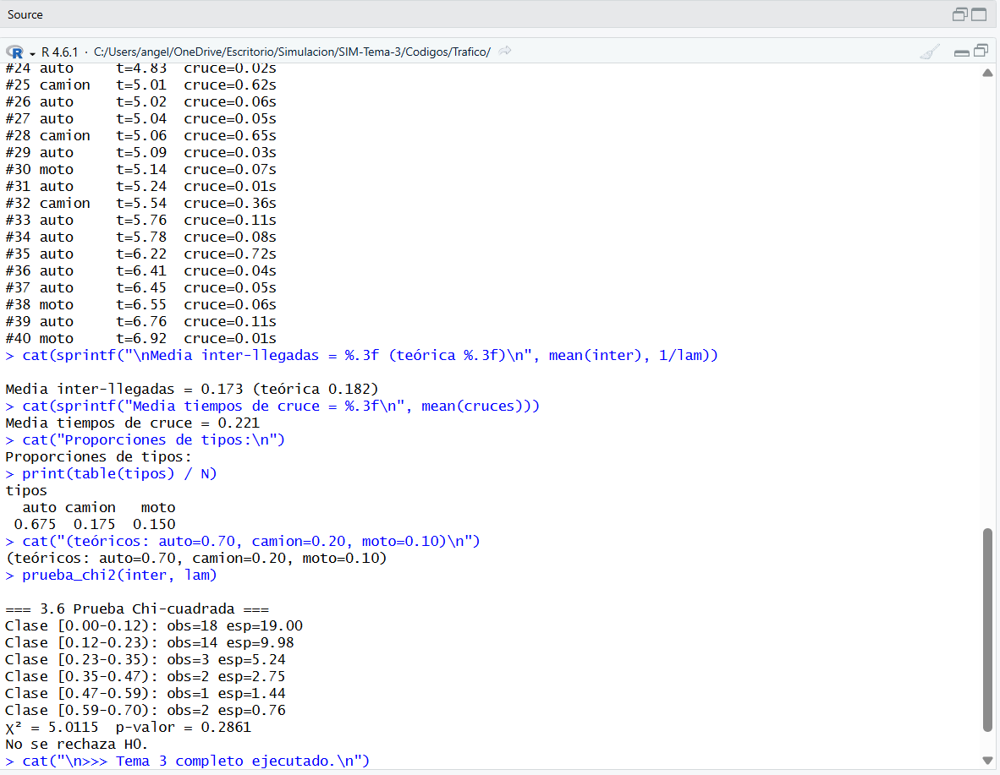 Source
R 4.6.1 · C:/Users/angel/OneDrive/Escritorio/Simulacion/SIM-Tema-3/Codigos/Trafico/
#24 auto     t=4.83  cruce=0.02s
#25 camion   t=5.01  cruce=0.62s
#26 auto     t=5.02  cruce=0.06s
#27 auto     t=5.04  cruce=0.05s
#28 camion   t=5.06  cruce=0.65s
#29 auto     t=5.09  cruce=0.03s
#30 moto     t=5.14  cruce=0.07s
#31 auto     t=5.24  cruce=0.01s
#32 camion   t=5.54  cruce=0.36s
#33 auto     t=5.76  cruce=0.11s
#34 auto     t=5.78  cruce=0.08s
#35 auto     t=6.22  cruce=0.72s
#36 auto     t=6.41  cruce=0.04s
#37 auto     t=6.45  cruce=0.05s
#38 moto     t=6.55  cruce=0.06s
#39 auto     t=6.76  cruce=0.11s
#40 moto     t=6.92  cruce=0.01s
> cat(sprintf("\nMedia inter-llegadas = %.3f (teórica %.3f)\n", mean(inter), 1/lam))
Media inter-llegadas = 0.173 (teórica 0.182)
> cat(sprintf("Media tiempos de cruce = %.3f\n", mean(cruces)))
Media tiempos de cruce = 0.221
> cat("Proporciones de tipos:\n")
Proporciones de tipos:
> print(table(tipos) / N)
tipos
  auto camion   moto
 0.675  0.175  0.150
> cat("(teóricos: auto=0.70, camion=0.20, moto=0.10)\n")
(teóricos: auto=0.70, camion=0.20, moto=0.10)
> prueba_chi2(inter, lam)
=== 3.6 Prueba Chi-cuadrada ===
Clase [0.00-0.12): obs=18 esp=19.00
Clase [0.12-0.23): obs=14 esp=9.98
Clase [0.23-0.35): obs=3 esp=5.24
Clase [0.35-0.47): obs=2 esp=2.75
Clase [0.47-0.59): obs=1 esp=1.44
Clase [0.59-0.70): obs=2 esp=0.76
χ² = 5.0115  p-valor = 0.2861
No se rechaza H0.
> cat("\n>>> Tema 3 completo ejecutado.\n")